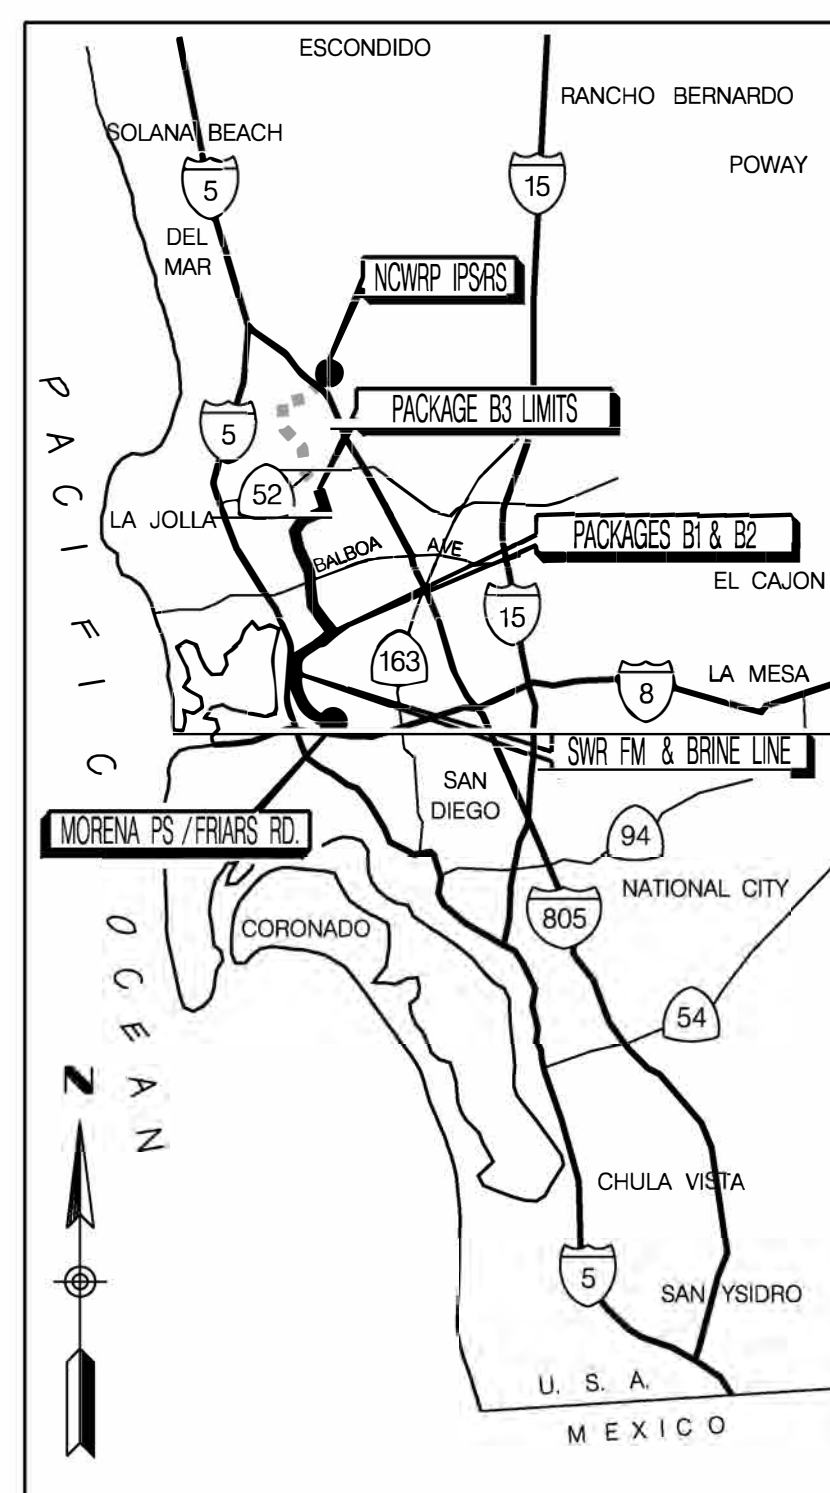 ESCONDIDO
RANCHO BERNARDO
SOLANA BEACH
POWAY
5
15
DEL
MAR
NCWRP IPS/RS
PACKAGE B3 LIMITS
5
52
LA JOLLA
BALBOA AVE
PACKAGES B1 & B2
EL CAJON
15
163
8
LA MESA
SWR FM & BRINE LINE
SAN
DIEGO
MORENA PS / FRIARS RD.
94
NATIONAL CITY
805
CORONADO
54
PACIFIC OCEAN
N
CHULA VISTA
5
SAN YSIDRO
U. S. A.
MEXICO